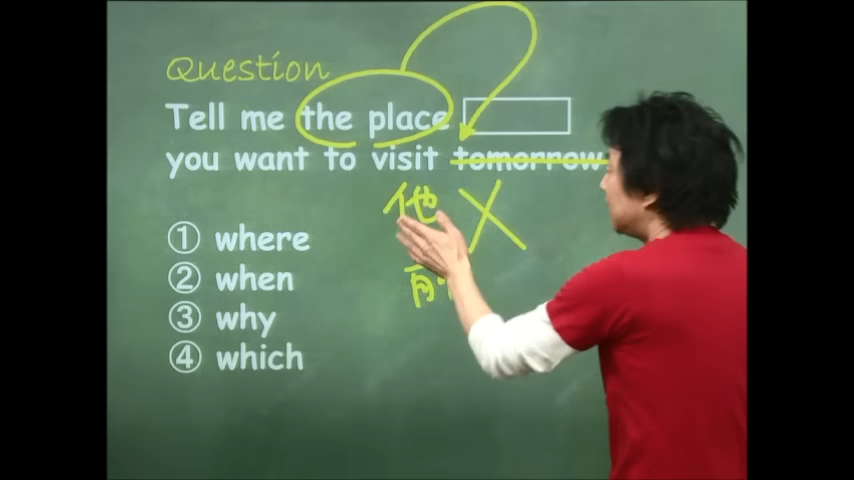 Question
Tell me the place
you want to visit tomorrow
他 ×
① where
② when
③ why
④ which